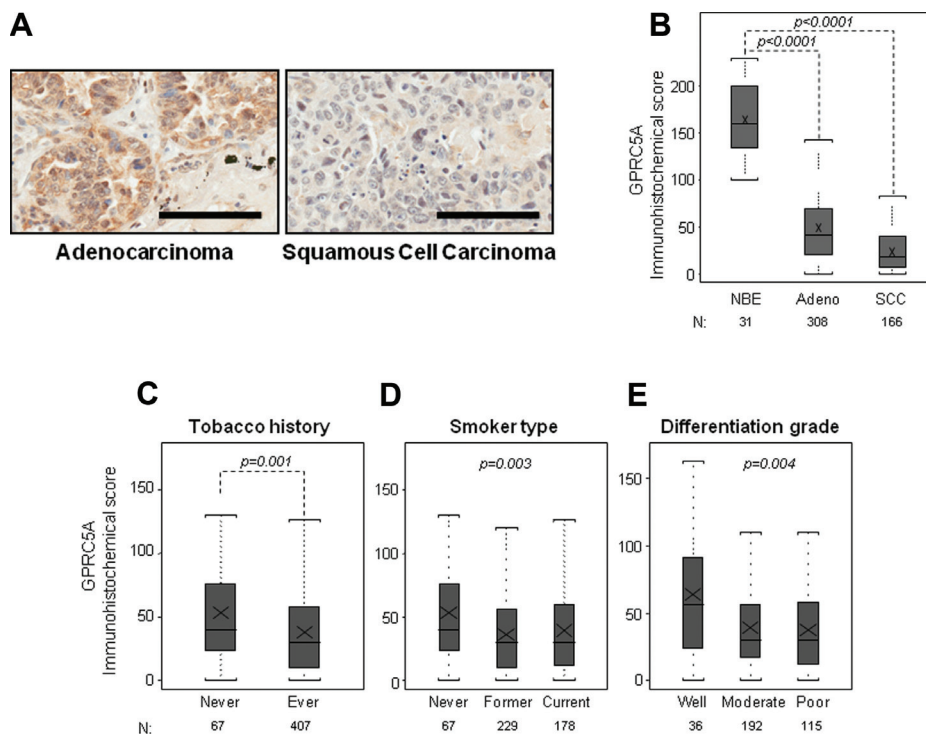 A
Adenocarcinoma
Squamous Cell Carcinoma
B
p<0.0001
p<0.0001
GPRC5A
Immunohistochemical score
200
150
100
50
0
NBE Adeno SCC
N: 31 308 166
C
Tobacco history
p=0.001
GPRC5A
Immunohistochemical score
150
100
50
0
Never Ever
N: 67 407
D
Smoker type
p=0.003
150
100
50
0
Never Former Current
67 229 178
E
Differentiation grade
p=0.004
150
100
50
0
Well Moderate Poor
36 192 115